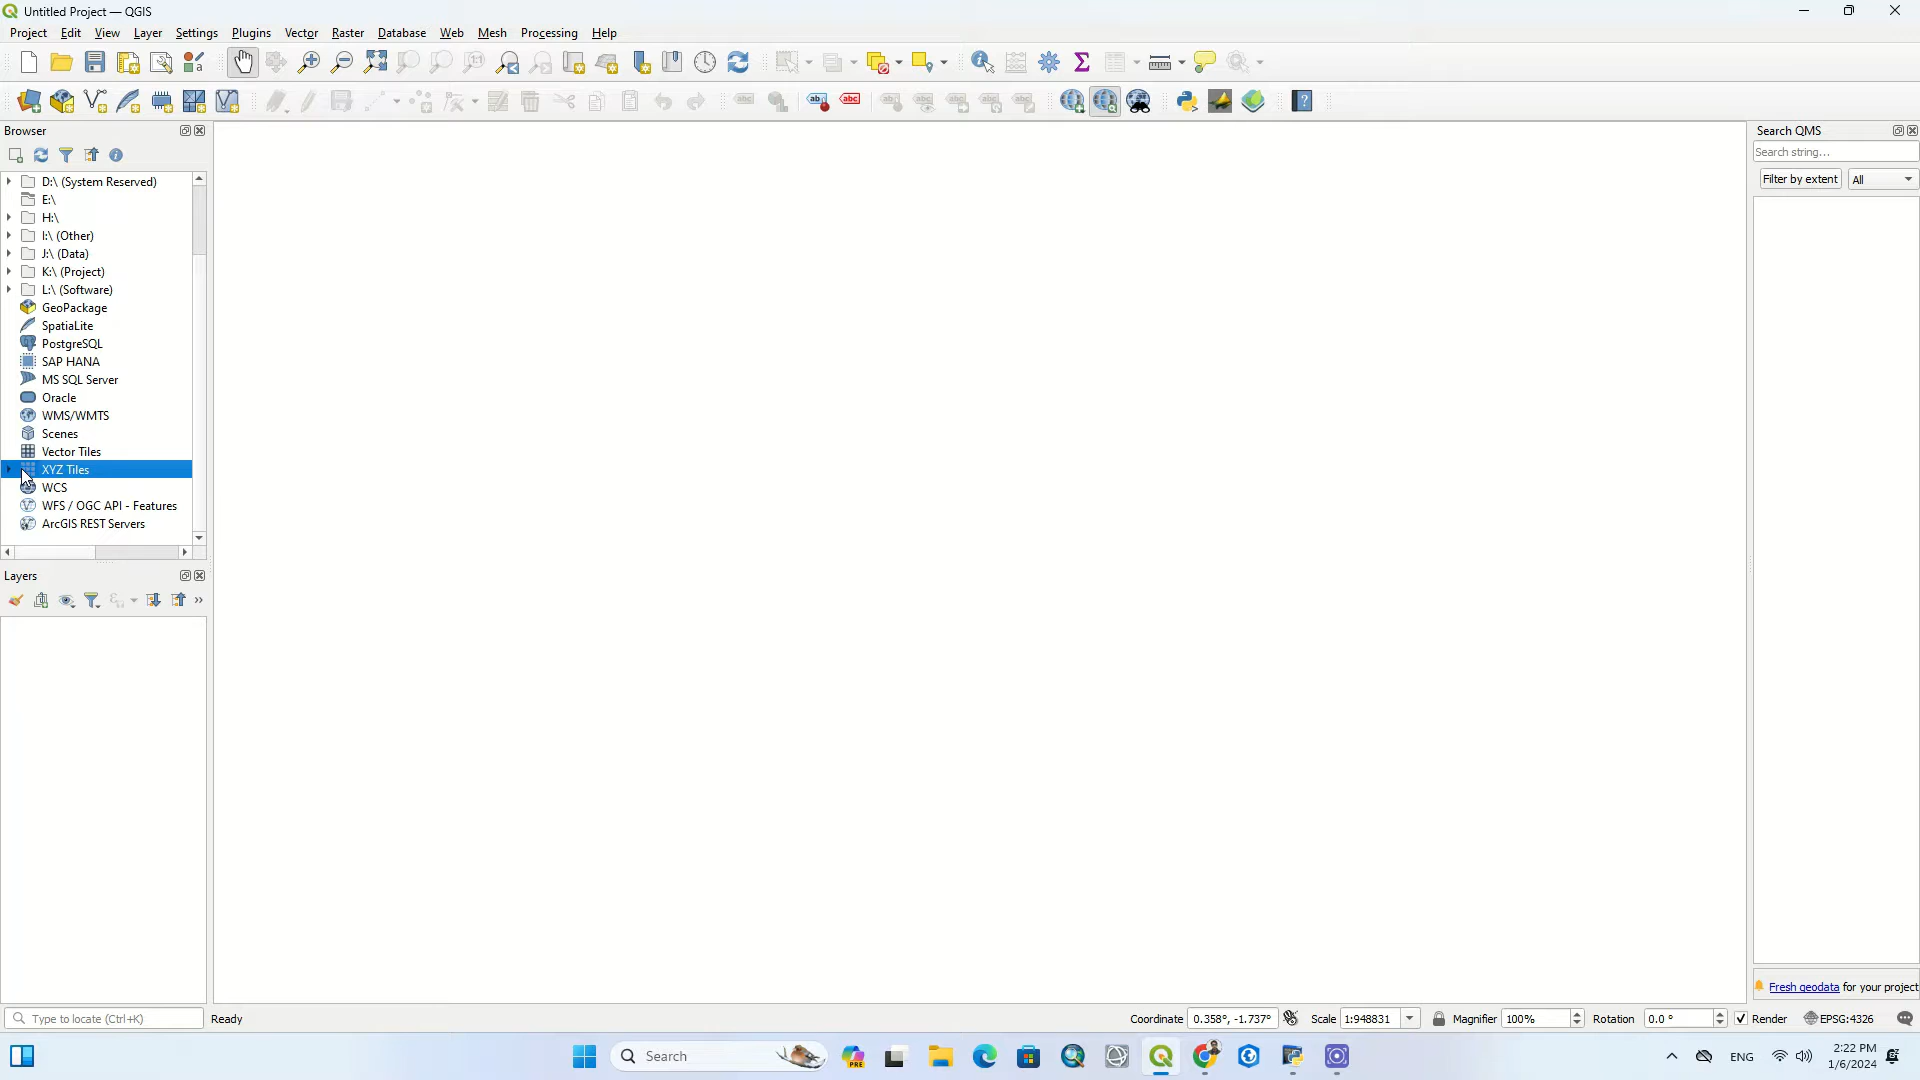 Untitled Project — QGIS
Project Edit View Layer Settings Plugins Vector Raster Database Web Mesh Processing Help
Browser
D:\ (System Reserved)
E:\
H:\
I:\ (Other)
J:\ (Data)
K:\ (Project)
L:\ (Software)
GeoPackage
SpatiaLite
PostgreSQL
SAP HANA
MS SQL Server
Oracle
WMS/WMTS
Scenes
Vector Tiles
XYZ Tiles
WCS
WFS / OGC API - Features
ArcGIS REST Servers
Layers
Search QMS
Search string...
Filter by extent All
Fresh geodata for your project
Type to locate (Ctrl+K) Ready Coordinate 0.358°, -1.737° Scale 1:948831 Magnifier 100% Rotation 0.0 ° Render EPSG:4326
Search
ENG
2:22 PM
1/6/2024